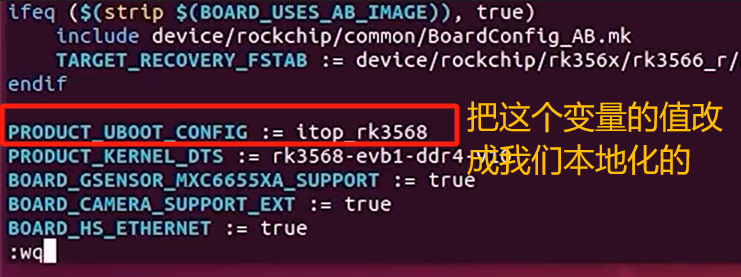 ifeq ($(strip $(BOARD_USES_AB_IMAGE)), true)
include device/rockchip/common/BoardConfig_AB.mk
TARGET_RECOVERY_FSTAB := device/rockchip/rk356x/rk3566_r/
endif
PRODUCT_UBOOT_CONFIG := itop_rk3568
把这个变量的值改
成我们本地化的
PRODUCT_KERNEL_DTS := rk3568-evb1-ddr4-v10
BOARD_GSENSOR_MXC6655XA_SUPPORT := true
BOARD_CAMERA_SUPPORT_EXT := true
BOARD_HS_ETHERNET := true
:wq